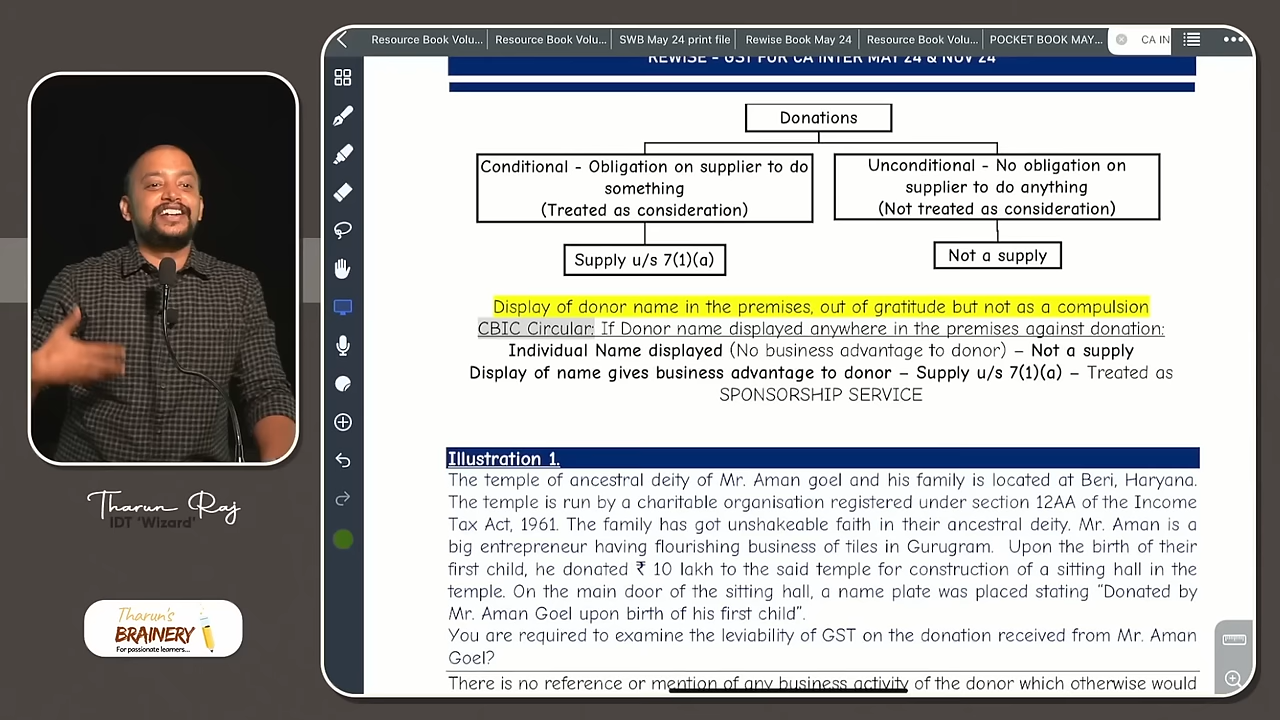 Resource Book Volu...
Resource Book Volu...
SWB May 24 print file
Rewise Book May 24
Resource Book Volu...
POCKET BOOK MAY...
CA IN
REWISE - GST FOR CA INTER MAY 24 & NOV 24
Donations
Conditional - Obligation on supplier to do
something
(Treated as consideration)
Unconditional - No obligation on
supplier to do anything
(Not treated as consideration)
Supply u/s 7(1)(a)
Not a supply
Display of donor name in the premises, out of gratitude but not as a compulsion
CBIC Circular: If Donor name displayed anywhere in the premises against donation:
Individual Name displayed (No business advantage to donor) – Not a supply
Display of name gives business advantage to donor – Supply u/s 7(1)(a) – Treated as
SPONSORSHIP SERVICE
Illustration 1.
The temple of ancestral deity of Mr. Aman goel and his family is located at Beri, Haryana.
The temple is run by a charitable organisation registered under section 12AA of the Income
Tax Act, 1961. The family has got unshakeable faith in their ancestral deity. Mr. Aman is a
big entrepreneur having flourishing business of tiles in Gurugram. Upon the birth of their
first child, he donated ₹ 10 lakh to the said temple for construction of a sitting hall in the
temple. On the main door of the sitting hall, a name plate was placed stating “Donated by
Mr. Aman Goel upon birth of his first child”.
You are required to examine the leviability of GST on the donation received from Mr. Aman
Goel?
There is no reference or mention of any business activity of the donor which otherwise would
Tharun Raj
IDT 'Wizard'
Tharun's
BRAINERY
For passionate learners...